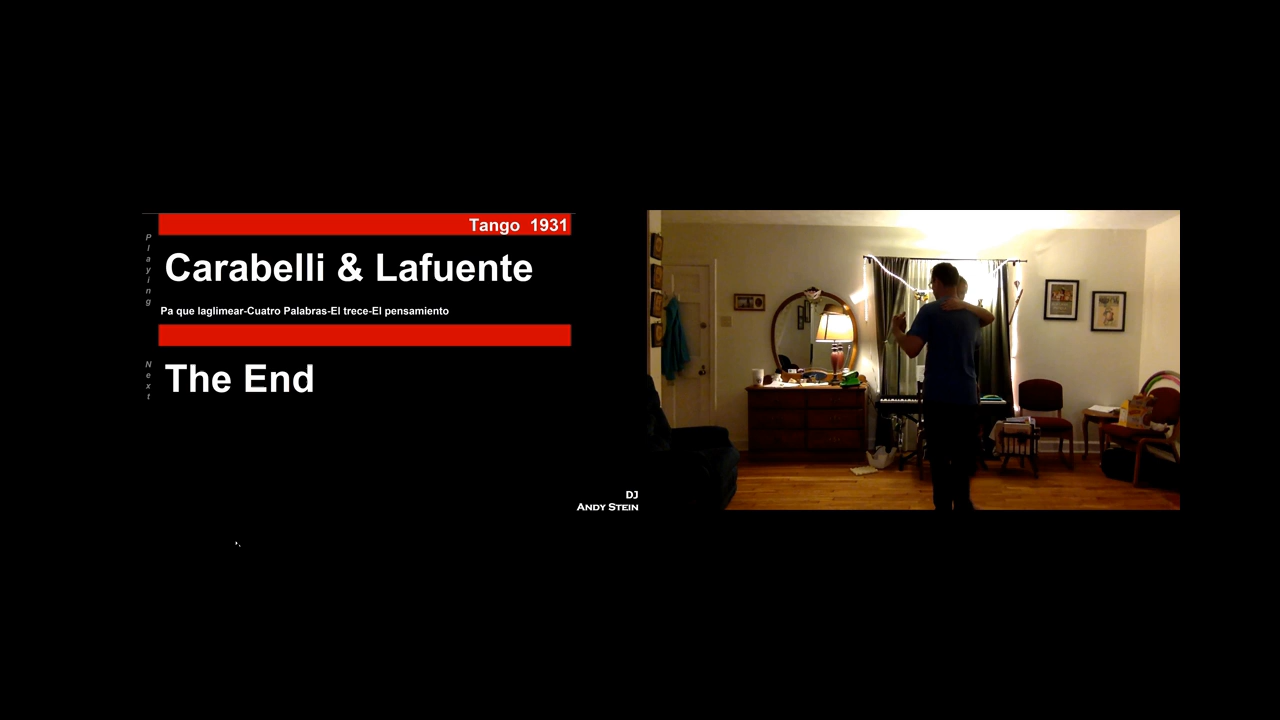 Tango 1931
Playing
Carabelli & Lafuente
Pa que laglimear-Cuatro Palabras-El trece-El pensamiento
Next
The End
DJ
ANDY STEIN